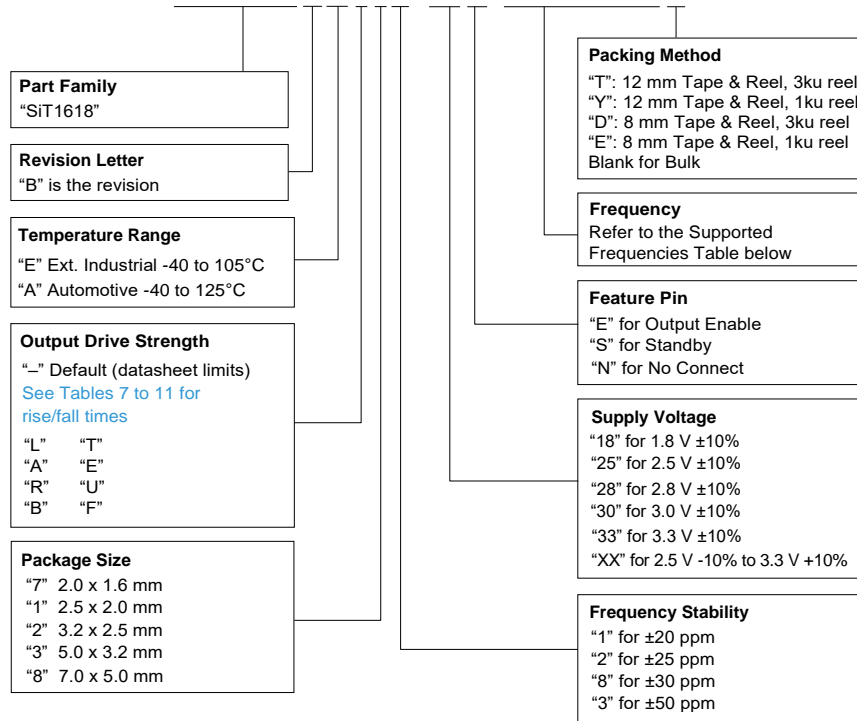 Part Family
“SiT1618”
Revision Letter
“B” is the revision
Temperature Range
“E” Ext. Industrial -40 to 105°C
“A” Automotive -40 to 125°C
Output Drive Strength
“–” Default (datasheet limits)
See Tables 7 to 11 for
rise/fall times
“L” “T”
“A” “E”
“R” “U”
“B” “F”
Package Size
“7” 2.0 x 1.6 mm
“1” 2.5 x 2.0 mm
“2” 3.2 x 2.5 mm
“3” 5.0 x 3.2 mm
“8” 7.0 x 5.0 mm
Packing Method
“T”: 12 mm Tape & Reel, 3ku reel
“Y”: 12 mm Tape & Reel, 1ku reel
“D”: 8 mm Tape & Reel, 3ku reel
“E”: 8 mm Tape & Reel, 1ku reel
Blank for Bulk
Frequency
Refer to the Supported
Frequencies Table below
Feature Pin
“E” for Output Enable
“S” for Standby
“N” for No Connect
Supply Voltage
“18” for 1.8 V ±10%
“25” for 2.5 V ±10%
“28” for 2.8 V ±10%
“30” for 3.0 V ±10%
“33” for 3.3 V ±10%
“XX” for 2.5 V -10% to 3.3 V +10%
Frequency Stability
“1” for ±20 ppm
“2” for ±25 ppm
“8” for ±30 ppm
“3” for ±50 ppm